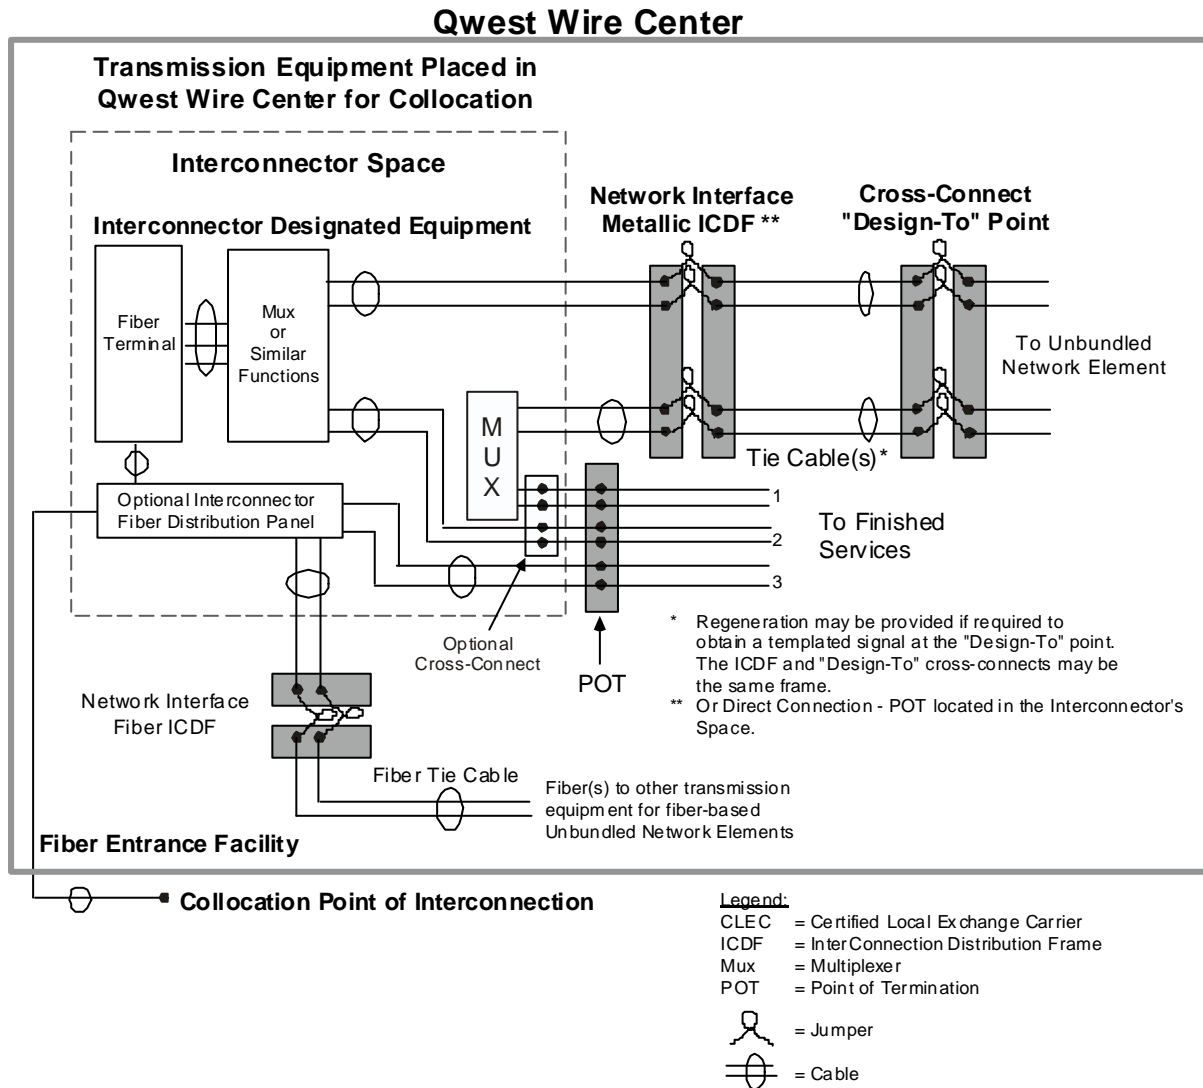 Qwest Wire Center
Transmission Equipment Placed in
Qwest Wire Center for Collocation
Interconnector Space
Interconnector Designated Equipment
Network Interface
Metallic ICDF **
Cross-Connect
"Design-To" Point
Fiber
Terminal
Mux
or
Similar
Functions
To Unbundled
Network Element
M
U
X
Tie Cable(s)*
Optional Interconnector
Fiber Distribution Panel
1
2
3
To Finished
Services
Optional
Cross-Connect
POT
* Regeneration may be provided if required to
obtain a templated signal at the "Design-To" point.
The ICDF and "Design-To" cross-connects may be
the same frame.
** Or Direct Connection - POT located in the Interconnector's
Space.
Network Interface
Fiber ICDF
Fiber Tie Cable
Fiber(s) to other transmission
equipment for fiber-based
Unbundled Network Elements
Fiber Entrance Facility
Collocation Point of Interconnection
Legend:
CLEC = Certified Local Exchange Carrier
ICDF = InterConnection Distribution Frame
Mux = Multiplexer
POT = Point of Termination
= Jumper
= Cable